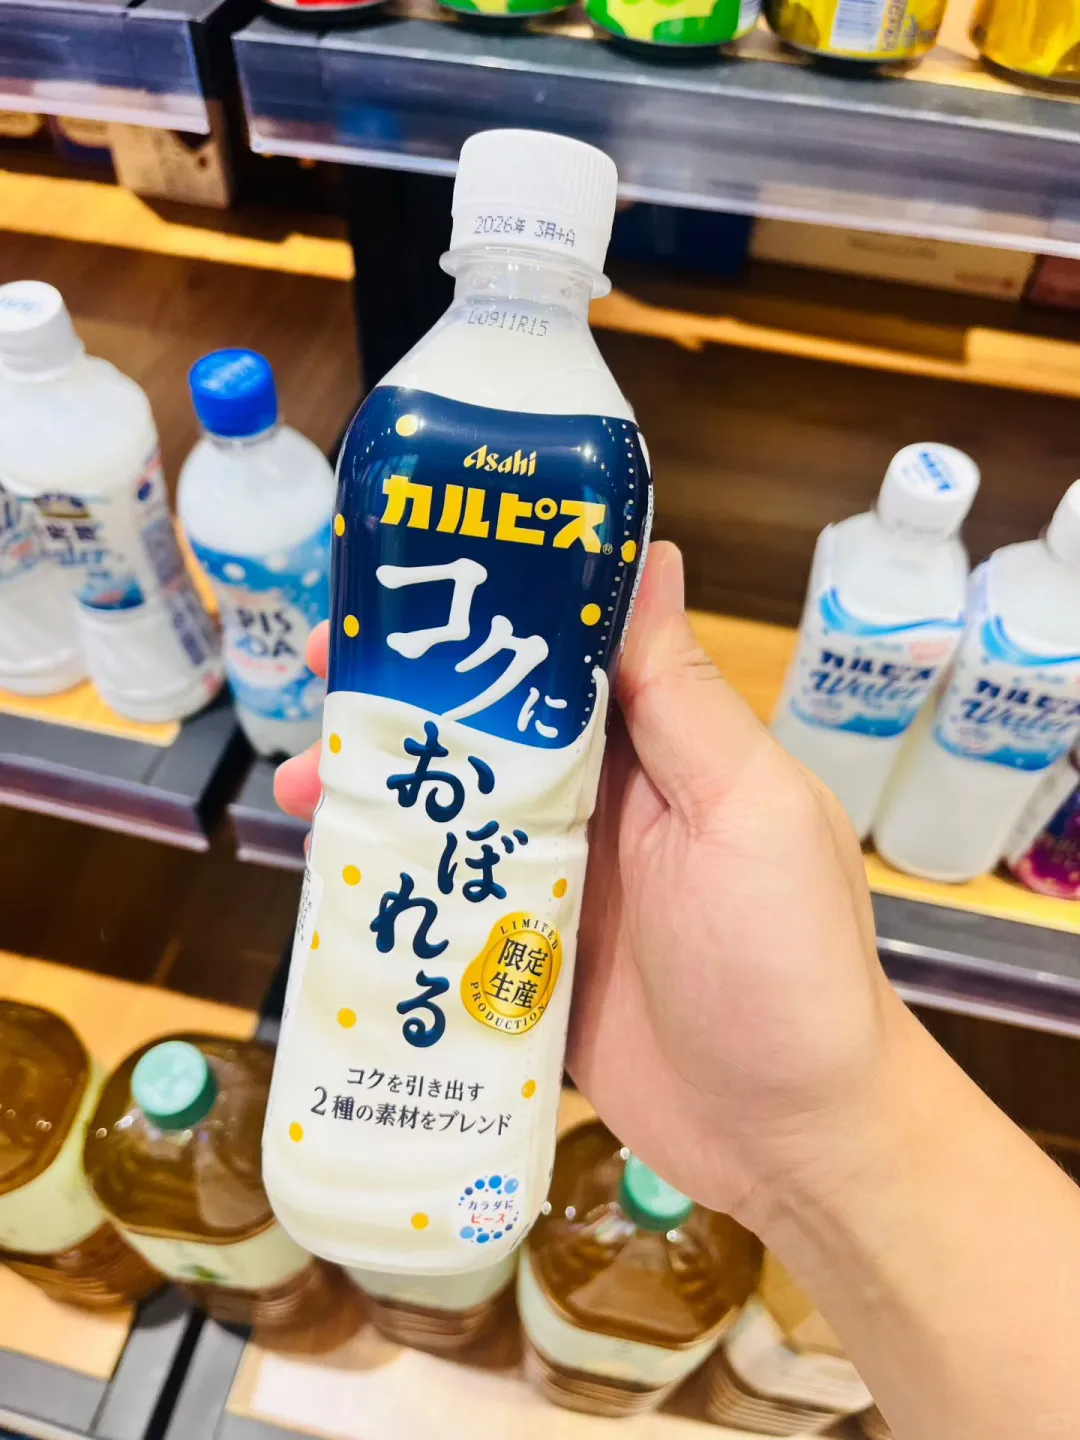 2026年 3月+A
L0911R15
Asahi
カルピス®
コクに
おぼれる
LIMITED
限定
生産
PRODUCTION
コクを引き出す
2種の素材をブレンド
カラダに
ピース
カルピス
Water
カルピス
Water